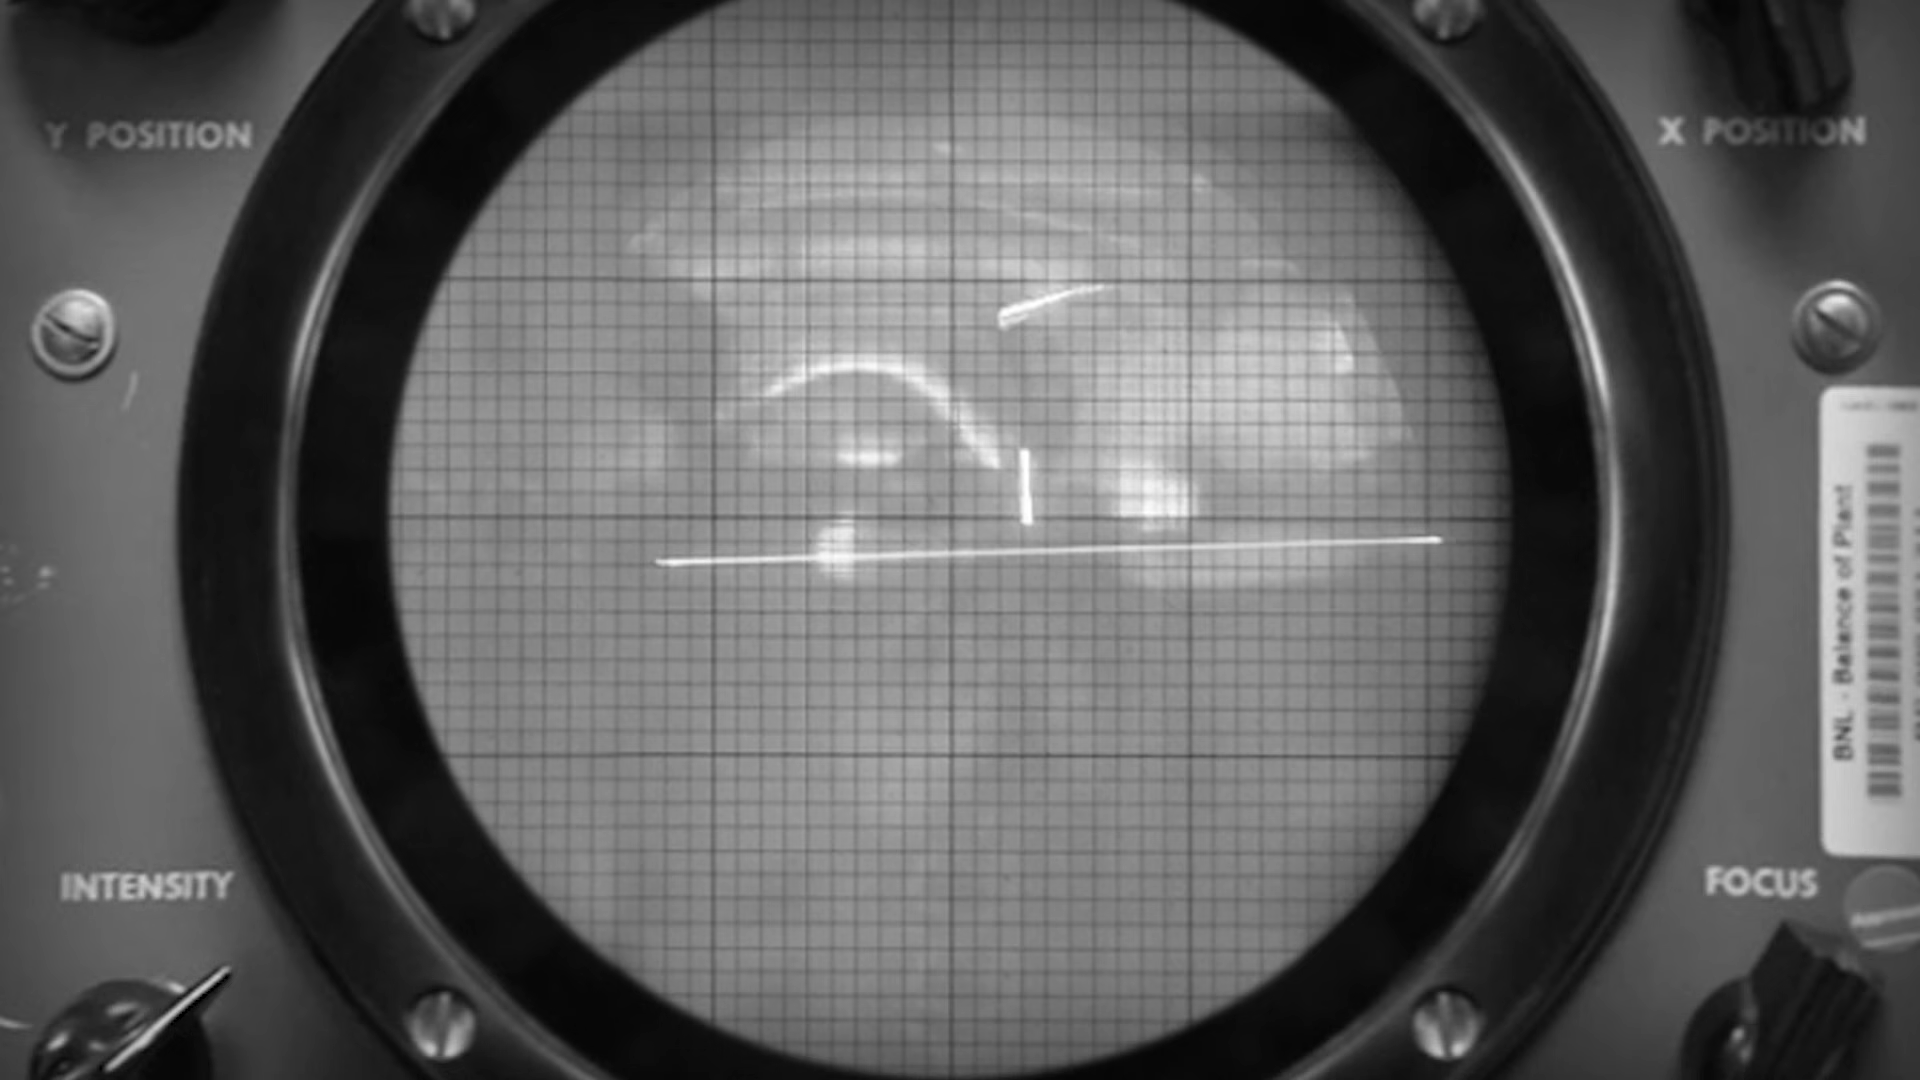 Y POSITION
X POSITION
BNL - Balance of Plant
INTENSITY
FOCUS